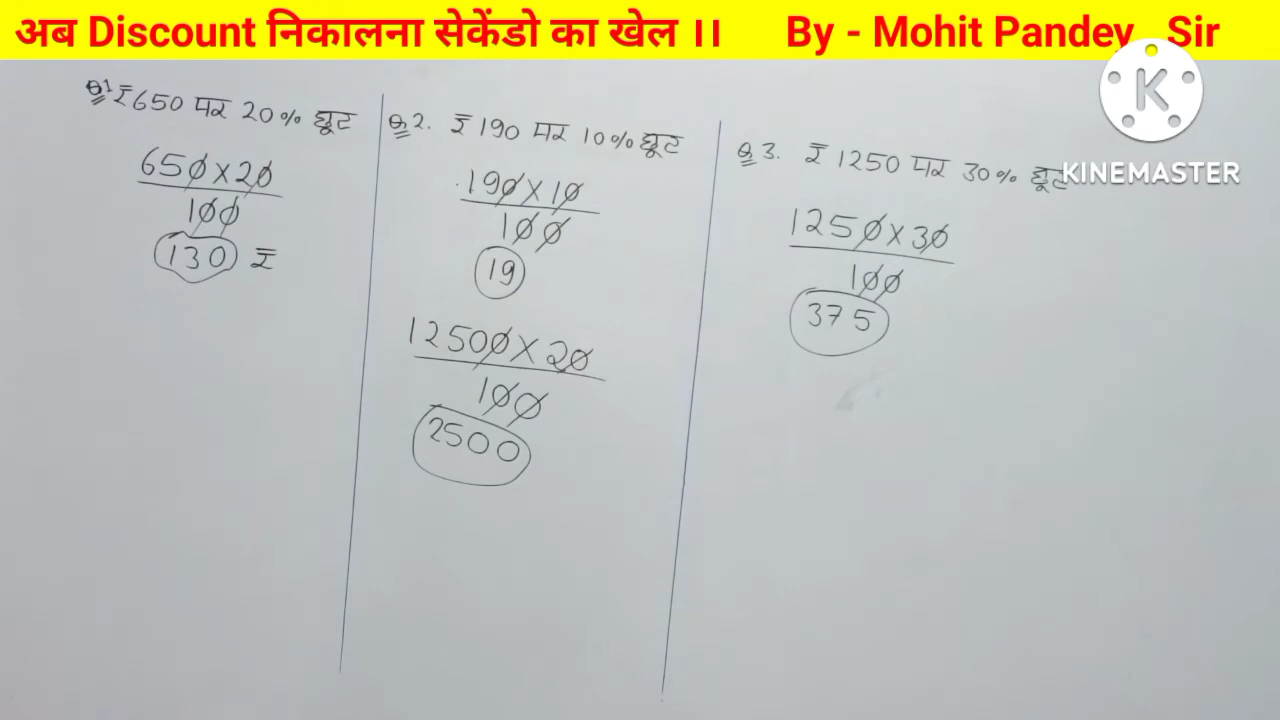 अब Discount निकालना सेकेंडो का खेल ।। By - Mohit Pandey Sir
KINEMASTER
Q1 ₹650 पर 20% छूट
650 x 20
100
130 ₹
Q2. ₹190 पर 10% छूट
190 x 10
100
19
12500 x 20
100
2500
Q3. ₹1250 पर 30% छूट
1250 x 30
100
375